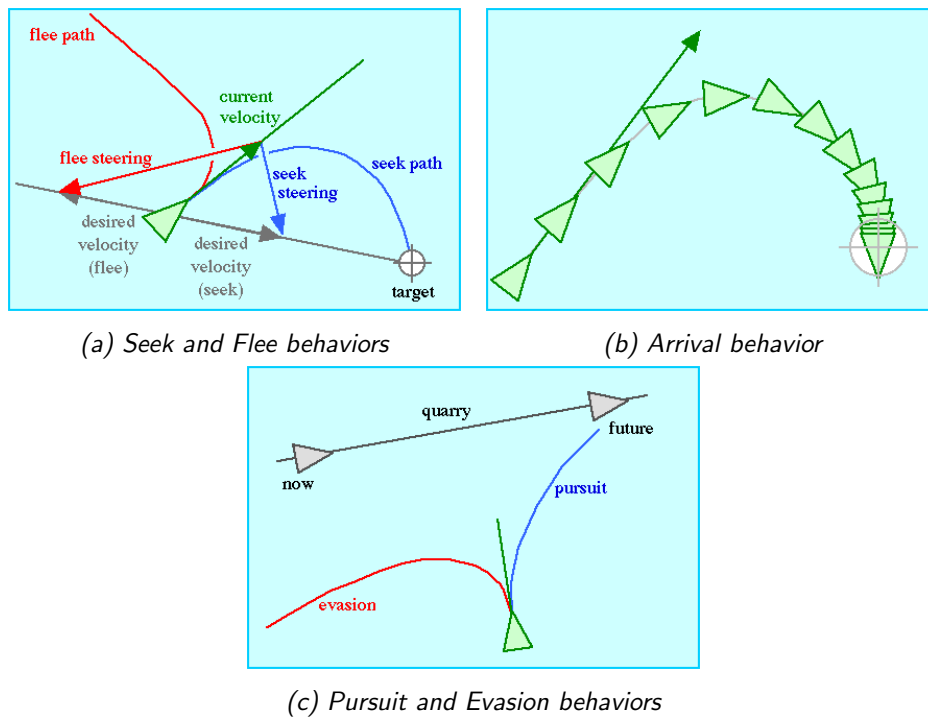 flee path
current
velocity
flee steering
seek path
seek
steering
desired
velocity
(flee)
desired
velocity
(seek)
target
(a) Seek and Flee behaviors
(b) Arrival behavior
quarry
future
now
pursuit
evasion
(c) Pursuit and Evasion behaviors